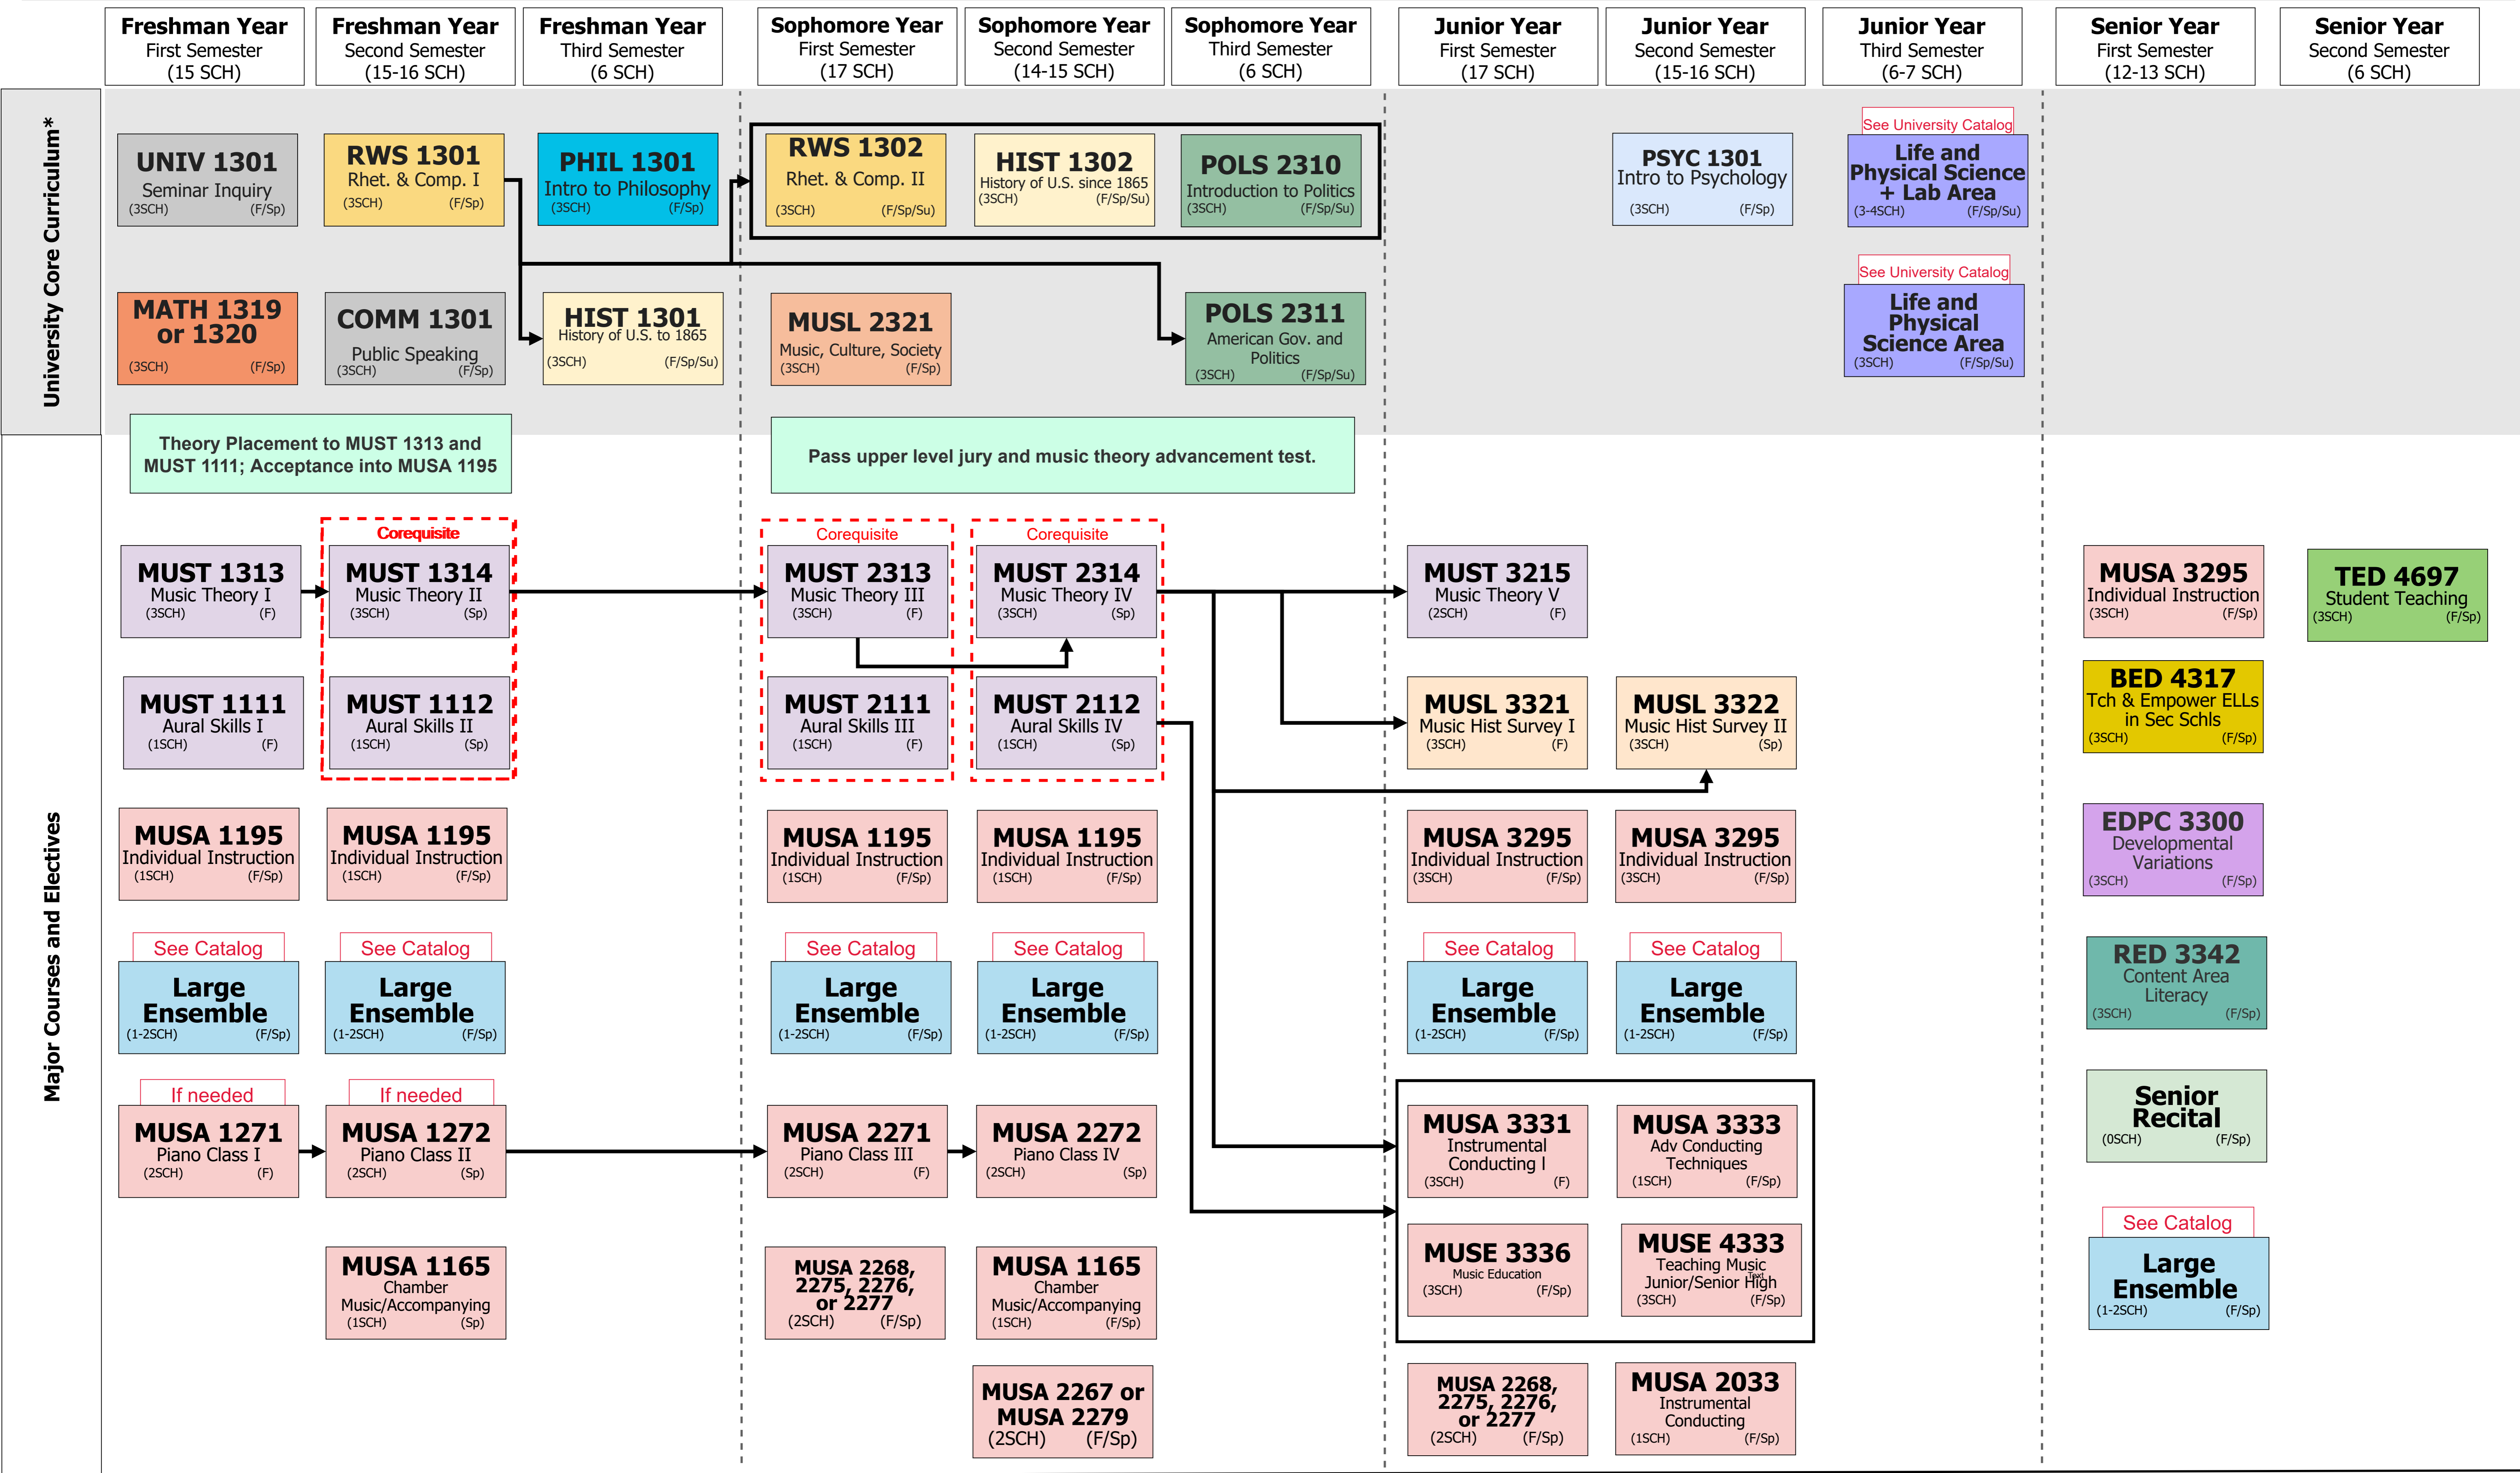 Freshman Year
First Semester
(15 SCH)
Freshman Year
Second Semester
(15-16 SCH)
Freshman Year
Third Semester
(6 SCH)
Sophomore Year
First Semester
(17 SCH)
Sophomore Year
Second Semester
(14-15 SCH)
Sophomore Year
Third Semester
(6 SCH)
Junior Year
First Semester
(17 SCH)
Junior Year
Second Semester
(15-16 SCH)
Junior Year
Third Semester
(6-7 SCH)
Senior Year
First Semester
(12-13 SCH)
Senior Year
Second Semester
(6 SCH)
University Core Curriculum*
UNIV 1301
Seminar Inquiry
(3SCH) (F/Sp)
RWS 1301
Rhet. & Comp. I
(3SCH) (F/Sp)
PHIL 1301
Intro to Philosophy
(3SCH) (F/Sp)
RWS 1302
Rhet. & Comp. II
(3SCH) (F/Sp/Su)
HIST 1302
History of U.S. since 1865
(3SCH) (F/Sp/Su)
POLS 2310
Introduction to Politics
(3SCH) (F/Sp/Su)
PSYC 1301
Intro to Psychology
(3SCH) (F/Sp)
See University Catalog
Life and
Physical Science
+ Lab Area
(3-4SCH) (F/Sp/Su)
MATH 1319
or 1320
(3SCH) (F/Sp)
COMM 1301
Public Speaking
(3SCH) (F/Sp)
HIST 1301
History of U.S. to 1865
(3SCH) (F/Sp/Su)
MUSL 2321
Music, Culture, Society
(3SCH) (F/Sp)
POLS 2311
American Gov. and
Politics
(3SCH) (F/Sp/Su)
See University Catalog
Life and
Physical
Science Area
(3SCH) (F/Sp/Su)
Theory Placement to MUST 1313 and
MUST 1111; Acceptance into MUSA 1195
Pass upper level jury and music theory advancement test.
Major Courses and Electives
MUST 1313
Music Theory I
(3SCH) (F)
Corequisite
MUST 1314
Music Theory II
(3SCH) (Sp)
Corequisite
MUST 2313
Music Theory III
(3SCH) (F)
Corequisite
MUST 2314
Music Theory IV
(3SCH) (Sp)
MUST 3215
Music Theory V
(2SCH) (F)
MUSA 3295
Individual Instruction
(3SCH) (F/Sp)
TED 4697
Student Teaching
(3SCH) (F/Sp)
MUST 1111
Aural Skills I
(1SCH) (F)
MUST 1112
Aural Skills II
(1SCH) (Sp)
MUST 2111
Aural Skills III
(1SCH) (F)
MUST 2112
Aural Skills IV
(1SCH) (Sp)
MUSL 3321
Music Hist Survey I
(3SCH) (F)
MUSL 3322
Music Hist Survey II
(3SCH) (Sp)
BED 4317
Tch & Empower ELLs
in Sec Schls
(3SCH) (F/Sp)
MUSA 1195
Individual Instruction
(1SCH) (F/Sp)
MUSA 1195
Individual Instruction
(1SCH) (F/Sp)
MUSA 1195
Individual Instruction
(1SCH) (F/Sp)
MUSA 1195
Individual Instruction
(1SCH) (F/Sp)
MUSA 3295
Individual Instruction
(3SCH) (F/Sp)
MUSA 3295
Individual Instruction
(3SCH) (F/Sp)
EDPC 3300
Developmental
Variations
(3SCH) (F/Sp)
See Catalog
Large
Ensemble
(1-2SCH) (F/Sp)
See Catalog
Large
Ensemble
(1-2SCH) (F/Sp)
See Catalog
Large
Ensemble
(1-2SCH) (F/Sp)
See Catalog
Large
Ensemble
(1-2SCH) (F/Sp)
See Catalog
Large
Ensemble
(1-2SCH) (F/Sp)
See Catalog
Large
Ensemble
(1-2SCH) (F/Sp)
RED 3342
Content Area
Literacy
(3SCH) (F/Sp)
If needed
MUSA 1271
Piano Class I
(2SCH) (F)
If needed
MUSA 1272
Piano Class II
(2SCH) (Sp)
MUSA 2271
Piano Class III
(2SCH) (F)
MUSA 2272
Piano Class IV
(2SCH) (Sp)
MUSA 3331
Instrumental
Conducting I
(3SCH) (F)
MUSA 3333
Adv Conducting
Techniques
(1SCH) (F/Sp)
Senior
Recital
(0SCH) (F/Sp)
MUSA 1165
Chamber
Music/Accompanying
(1SCH) (Sp)
MUSA 2268,
2275, 2276,
or 2277
(2SCH) (F/Sp)
MUSA 1165
Chamber
Music/Accompanying
(1SCH) (F/Sp)
MUSE 3336
Music Education
(3SCH) (F/Sp)
MUSE 4333
Teaching Music
Text
Junior/Senior High
(3SCH) (F/Sp)
See Catalog
Large
Ensemble
(1-2SCH) (F/Sp)
MUSA 2267 or
MUSA 2279
(2SCH) (F/Sp)
MUSA 2268,
2275, 2276,
or 2277
(2SCH) (F/Sp)
MUSA 2033
Instrumental
Conducting
(1SCH) (F/Sp)